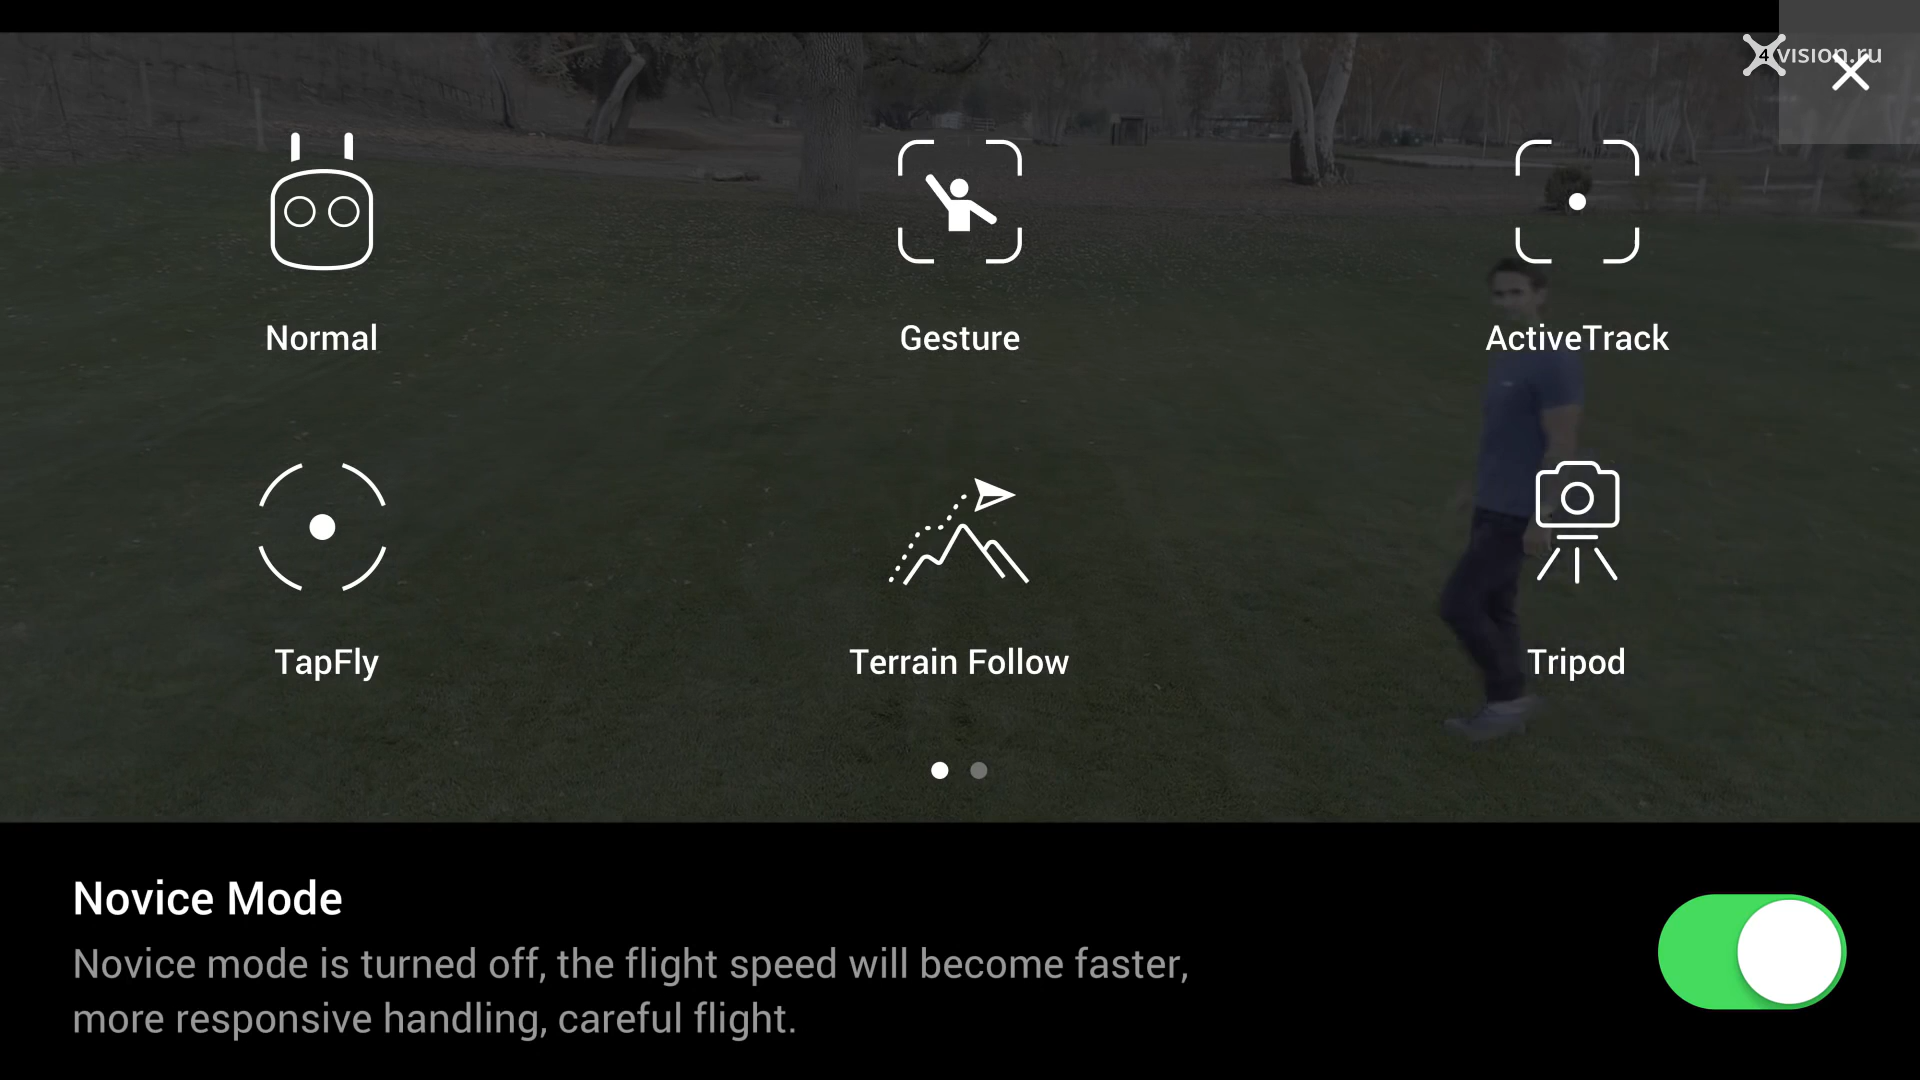 4vision.ru
Normal
Gesture
ActiveTrack
TapFly
Terrain Follow
Tripod
Novice Mode
Novice mode is turned off, the flight speed will become faster,
more responsive handling, careful flight.